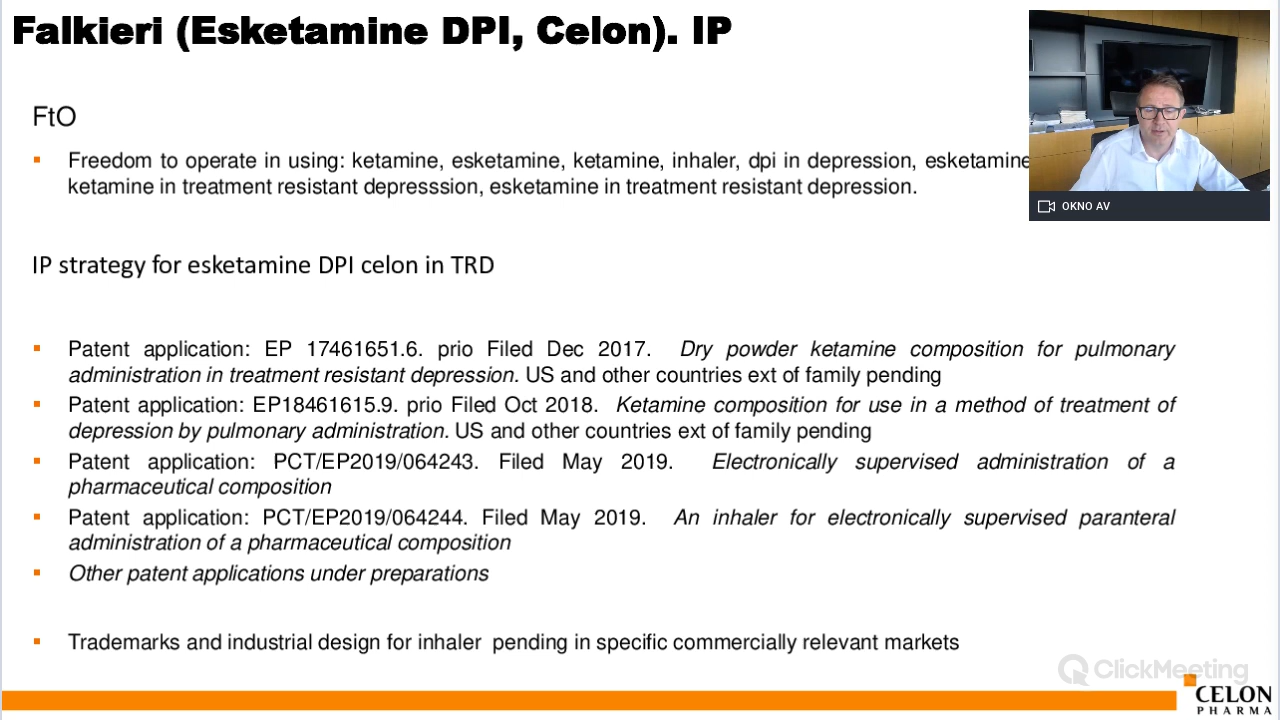 Falkieri (Esketamine DPI, Celon). IP
FtO
Freedom to operate in using: ketamine, esketamine, ketamine, inhaler, dpi in depression, esketamine
ketamine in treatment resistant depresssion, esketamine in treatment resistant depression.
OKNO AV
IP strategy for esketamine DPI celon in TRD
Patent application: EP 17461651.6. prio Filed Dec 2017. Dry powder ketamine composition for pulmonary
administration in treatment resistant depression. US and other countries ext of family pending
Patent application: EP18461615.9. prio Filed Oct 2018. Ketamine composition for use in a method of treatment of
depression by pulmonary administration. US and other countries ext of family pending
Patent application: PCT/EP2019/064243. Filed May 2019. Electronically supervised administration of a
pharmaceutical composition
Patent application: PCT/EP2019/064244. Filed May 2019. An inhaler for electronically supervised paranteral
administration of a pharmaceutical composition
Other patent applications under preparations
Trademarks and industrial design for inhaler pending in specific commercially relevant markets
ClickMeeting
CELON
PHARMA